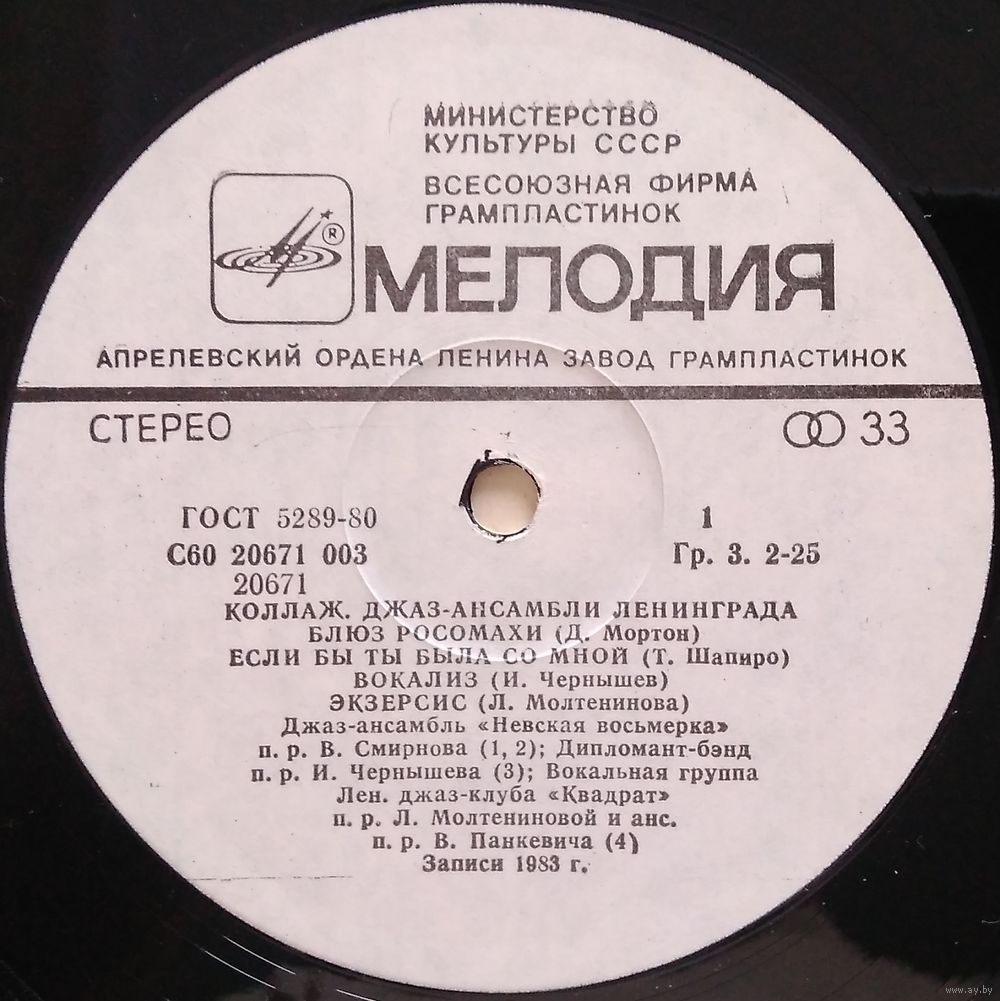 МИНИСТЕРСТВО
КУЛЬТУРЫ СССР
ВСЕСОЮЗНАЯ ФИРМА
ГРАМПЛАСТИНОК
®
МЕЛОДИЯ
АПРЕЛЕВСКИЙ ОРДЕНА ЛЕНИНА ЗАВОД ГРАМПЛАСТИНОК
СТЕРЕО 33
ГОСТ 5289-80 1
С60 20671 003 Гр. 3. 2-25
20671
КОЛЛАЖ. ДЖАЗ-АНСАМБЛИ ЛЕНИНГРАДА
БЛЮЗ РОСОМАХИ (Д. Мортон)
ЕСЛИ БЫ ТЫ БЫЛА СО МНОЙ (Т. Шапиро)
ВОКАЛИЗ (И. Чернышев)
ЭКЗЕРСИС (Л. Молтенинова)
Джаз-ансамбль «Невская восьмерка»
п. р. В. Смирнова (1, 2); Дипломант-бэнд
п. р. И. Чернышева (3); Вокальная группа
Лен. джаз-клуба «Квадрат»
п. р. Л. Молтениновой и анс.
п. р. В. Панкевича (4)
Записи 1983 г.
www.ay.by